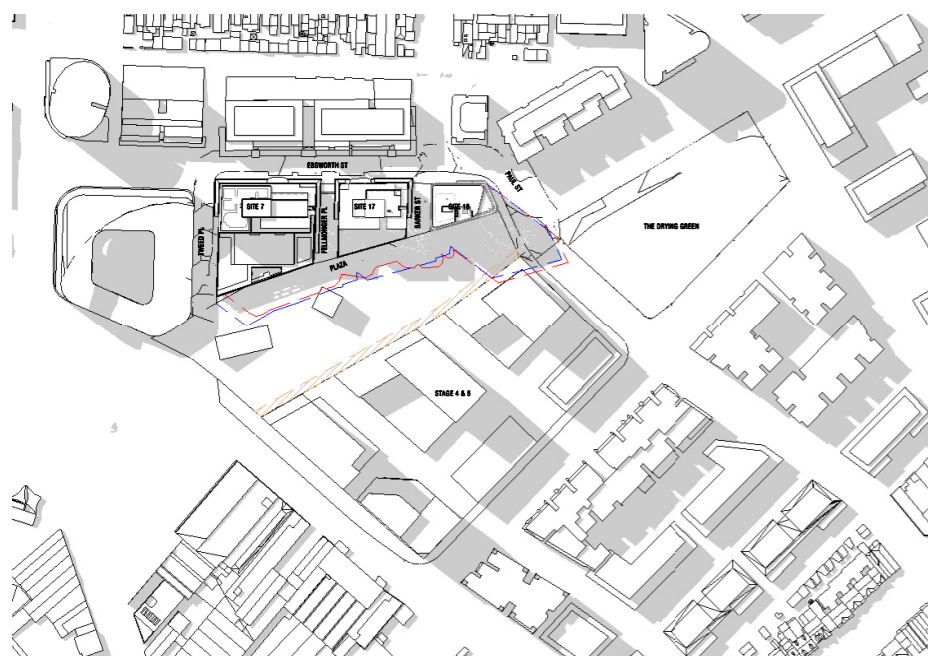 EBSWORTH ST
PAUL ST
SITE 7
SITE 17
SITE 18
TWEED PL
FELLMONGER PL
BARKER ST
THE DRYING GREEN
PLAZA
STAGE 4 & 5